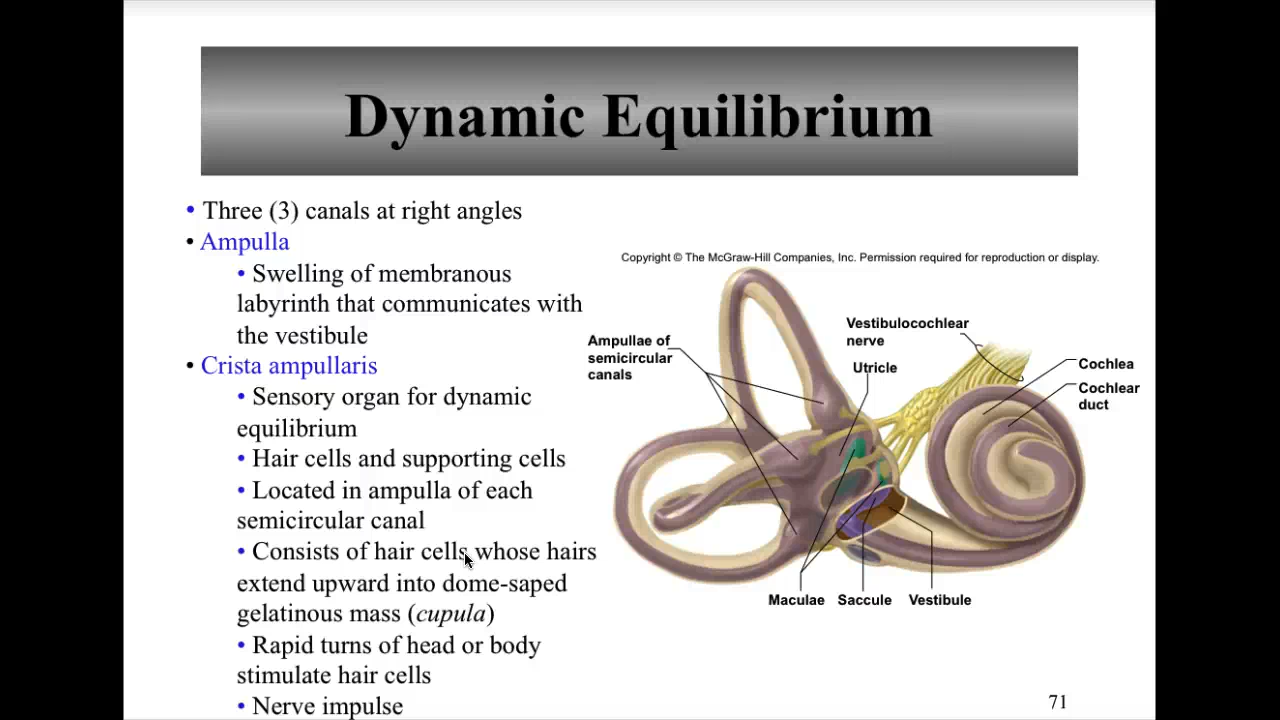 Dynamic Equilibrium
• Three (3) canals at right angles
• Ampulla
• Swelling of membranous
labyrinth that communicates with
the vestibule
• Crista ampullaris
• Sensory organ for dynamic
equilibrium
• Hair cells and supporting cells
• Located in ampulla of each
semicircular canal
• Consists of hair cells whose hairs
extend upward into dome-saped
gelatinous mass (cupula)
• Rapid turns of head or body
stimulate hair cells
• Nerve impulse
Copyright © The McGraw-Hill Companies, Inc. Permission required for reproduction or display.
Ampullae of
semicircular
canals
Vestibulocochlear
nerve
Utricle
Cochlea
Cochlear
duct
Maculae
Saccule
Vestibule
71